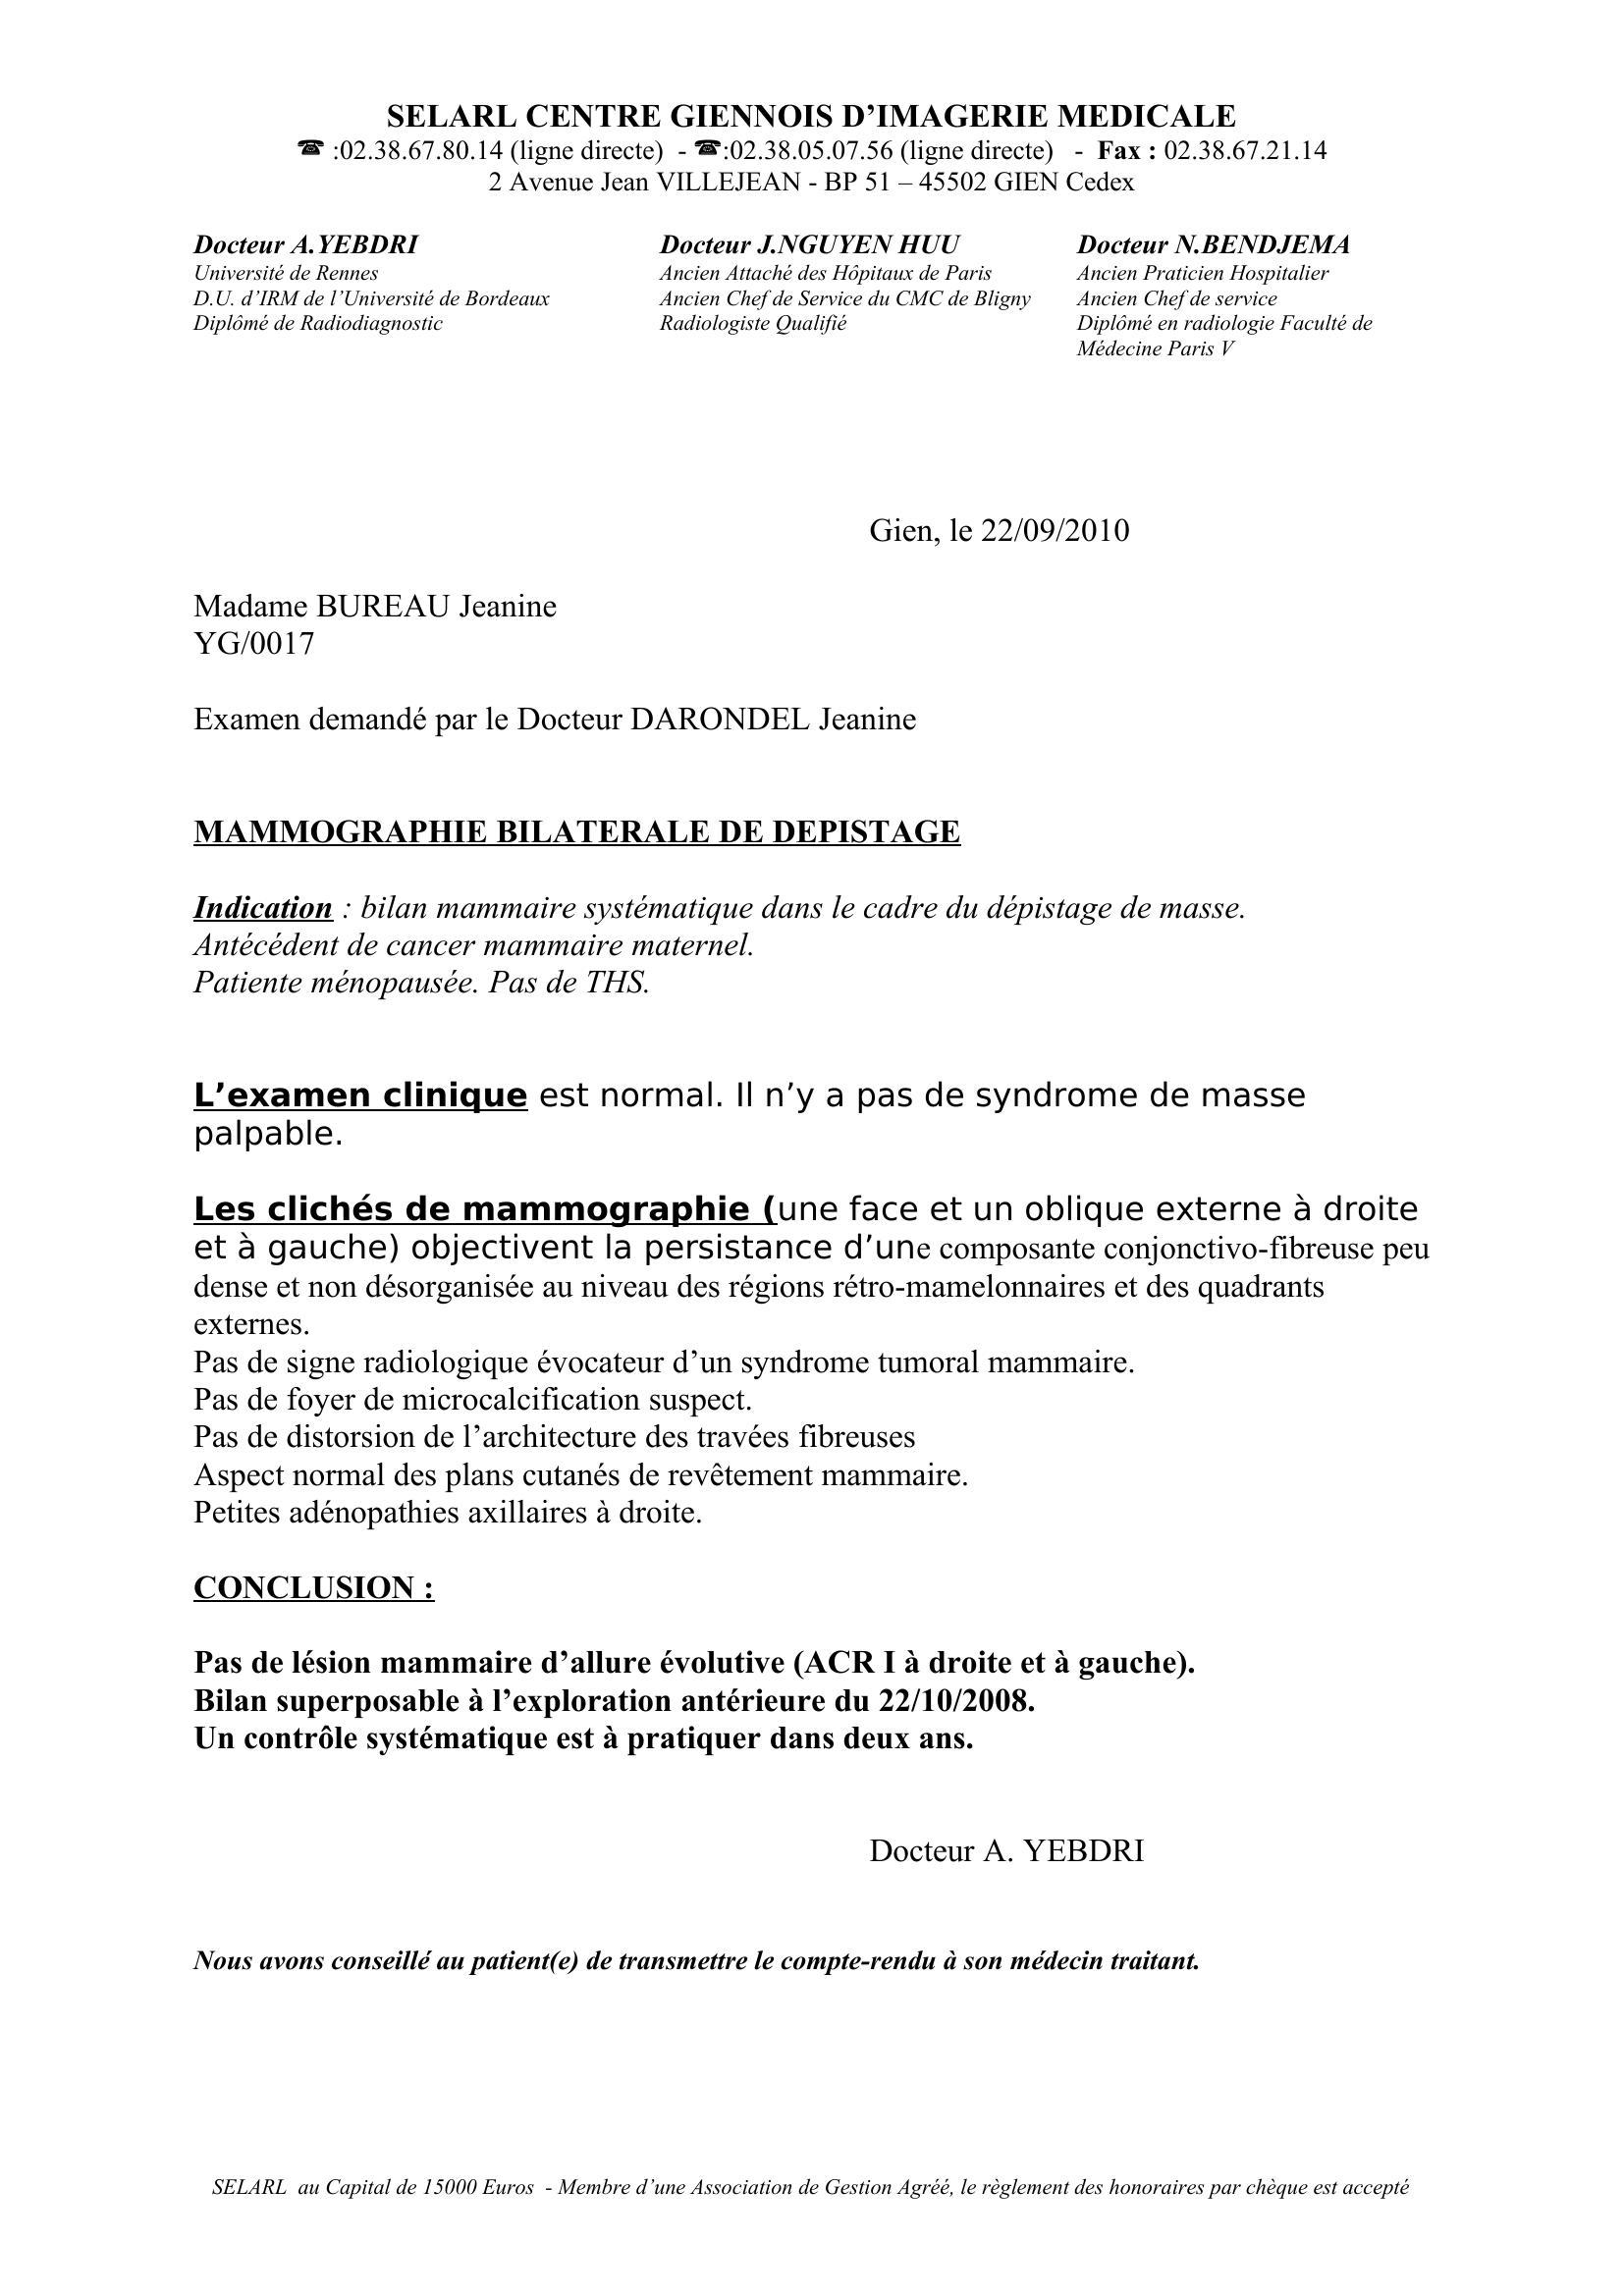 SELARL CENTRE GIENNOIS D’IMAGERIE MEDICALE
☎ :02.38.67.80.14 (ligne directe) - ☎:02.38.05.07.56 (ligne directe) - Fax : 02.38.67.21.14
2 Avenue Jean VILLEJEAN - BP 51 – 45502 GIEN Cedex
Docteur A.YEBDRI
Université de Rennes
D.U. d’IRM de l’Université de Bordeaux
Diplômé de Radiodiagnostic
Docteur J.NGUYEN HUU
Ancien Attaché des Hôpitaux de Paris
Ancien Chef de Service du CMC de Bligny
Radiologiste Qualifié
Docteur N.BENDJEMA
Ancien Praticien Hospitalier
Ancien Chef de service
Diplômé en radiologie Faculté de
Médecine Paris V
Gien, le 22/09/2010
Madame BUREAU Jeanine
YG/0017
Examen demandé par le Docteur DARONDEL Jeanine
MAMMOGRAPHIE BILATERALE DE DEPISTAGE
Indication : bilan mammaire systématique dans le cadre du dépistage de masse.
Antécédent de cancer mammaire maternel.
Patiente ménopausée. Pas de THS.
L’examen clinique est normal. Il n’y a pas de syndrome de masse
palpable.
Les clichés de mammographie (une face et un oblique externe à droite
et à gauche) objectivent la persistance d’une composante conjonctivo-fibreuse peu
dense et non désorganisée au niveau des régions rétro-mamelonnaires et des quadrants
externes.
Pas de signe radiologique évocateur d’un syndrome tumoral mammaire.
Pas de foyer de microcalcification suspect.
Pas de distorsion de l’architecture des travées fibreuses
Aspect normal des plans cutanés de revêtement mammaire.
Petites adénopathies axillaires à droite.
CONCLUSION :
Pas de lésion mammaire d’allure évolutive (ACR I à droite et à gauche).
Bilan superposable à l’exploration antérieure du 22/10/2008.
Un contrôle systématique est à pratiquer dans deux ans.
Docteur A. YEBDRI
Nous avons conseillé au patient(e) de transmettre le compte-rendu à son médecin traitant.
SELARL au Capital de 15000 Euros - Membre d’une Association de Gestion Agréé, le règlement des honoraires par chèque est accepté